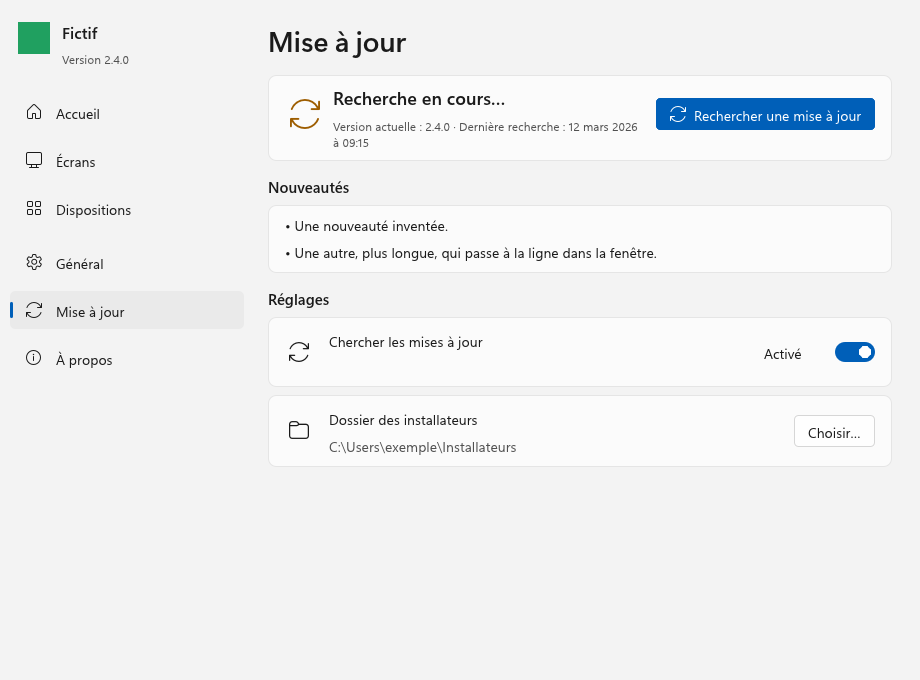 Fictif
Version 2.4.0
Accueil
Écrans
Dispositions
Général
Mise à jour
À propos
Mise à jour
Recherche en cours...
Version actuelle : 2.4.0 · Dernière recherche : 12 mars 2026
à 09:15
Rechercher une mise à jour
Nouveautés
• Une nouveauté inventée.
• Une autre, plus longue, qui passe à la ligne dans la fenêtre.
Réglages
Chercher les mises à jour
Activé
Dossier des installateurs
C:\Users\exemple\Installateurs
Choisir...